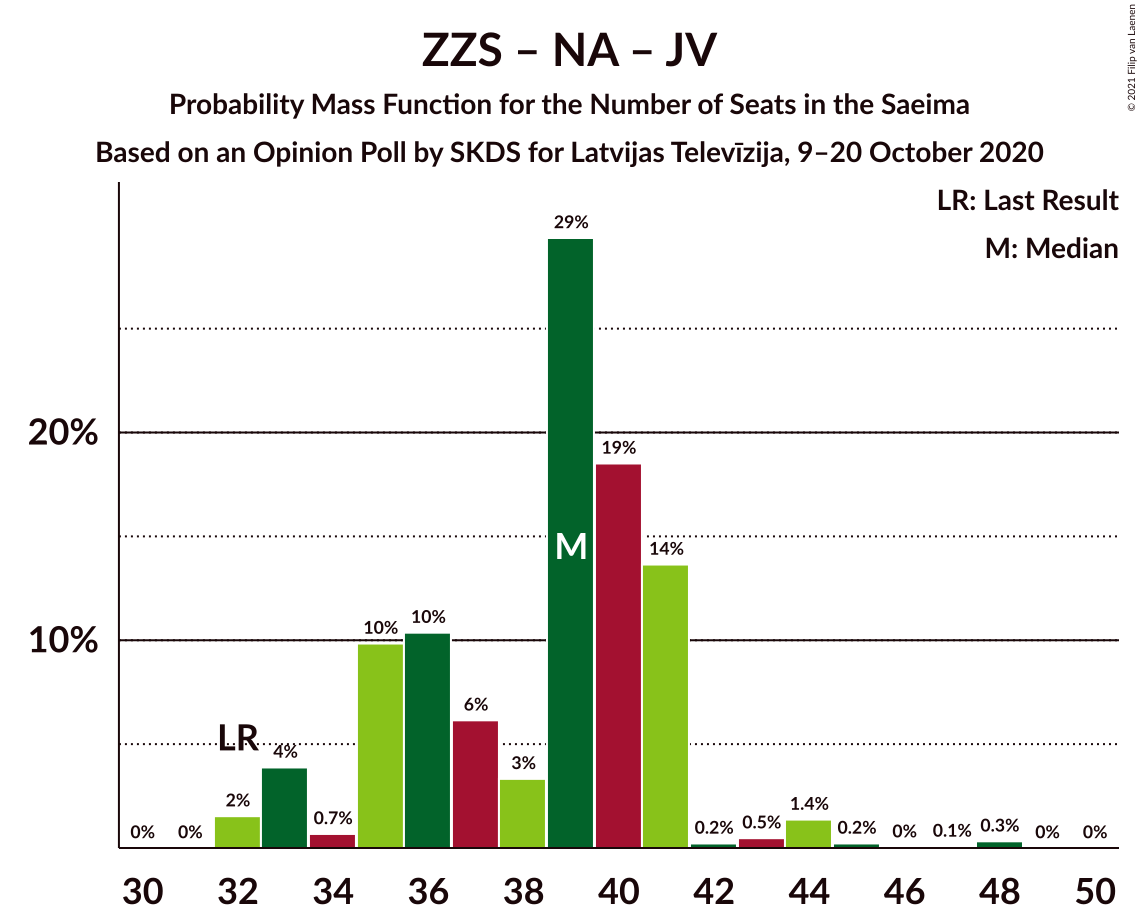 ZZS – NA – JV
Probability Mass Function for the Number of Seats in the Saeima
Based on an Opinion Poll by SKDS for Latvijas Televīzija, 9–20 October 2020
© 2021 Filip van Laenen
LR: Last Result
M: Median
20%
10%
0%
0%
2%
LR
4%
0.7%
10%
10%
6%
3%
29%
M
19%
14%
0.2%
0.5%
1.4%
0.2%
0%
0.1%
0.3%
0%
0%
30 32 34 36 38 40 42 44 46 48 50